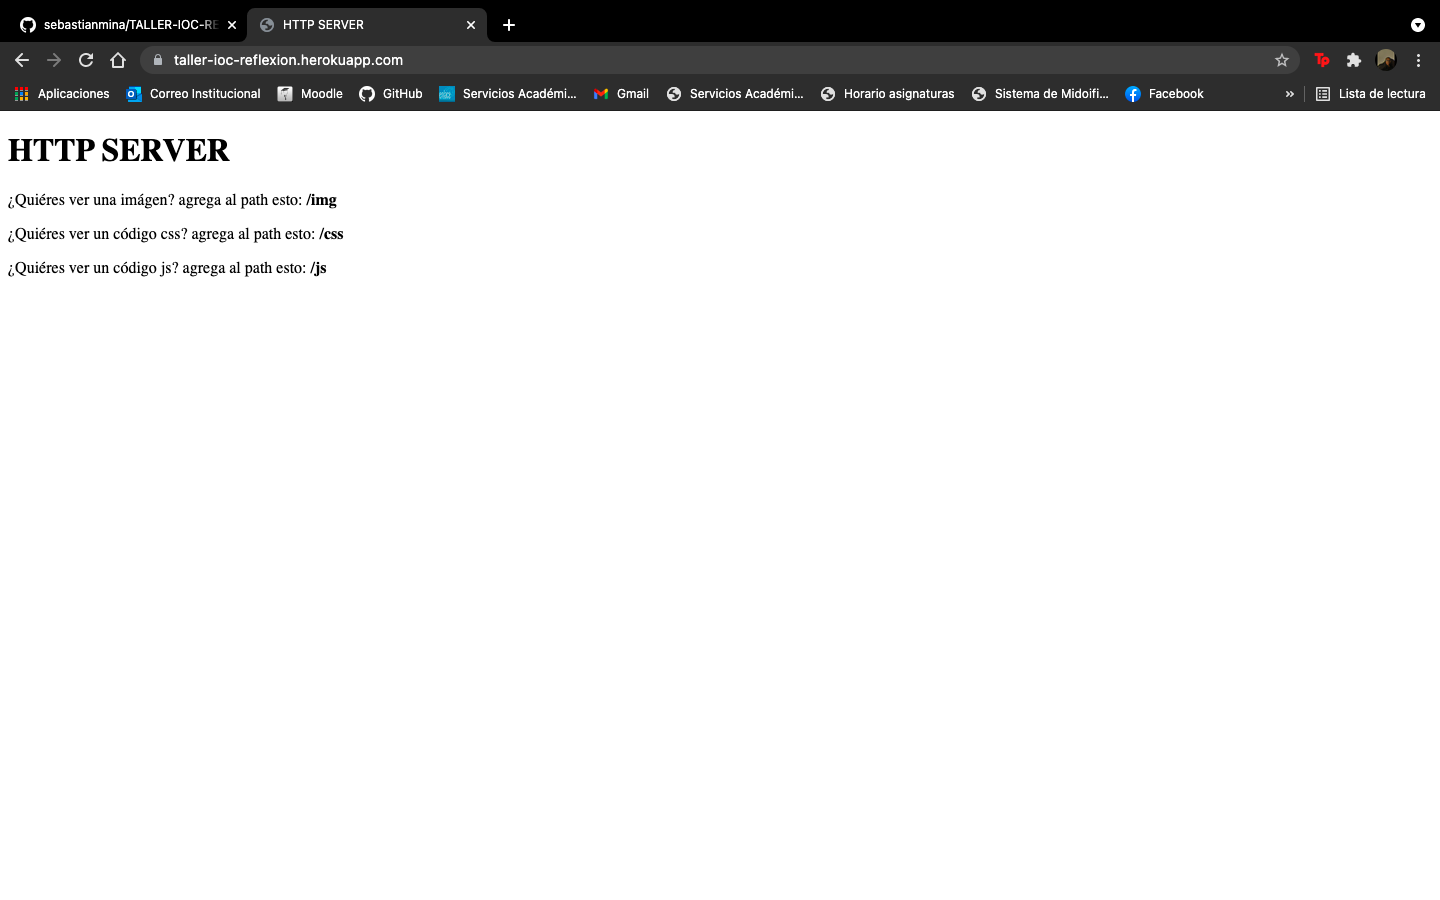 sebastianmina/TALLER-IOC-RE
HTTP SERVER
taller-ioc-reflexion.herokuapp.com
Tp
Aplicaciones Correo Institucional Moodle GitHub Servicios Académi... Gmail Servicios Académi... Horario asignaturas Sistema de Midoifi... Facebook » Lista de lectura
HTTP SERVER
¿Quiéres ver una imágen? agrega al path esto: /img
¿Quiéres ver un código css? agrega al path esto: /css
¿Quiéres ver un código js? agrega al path esto: /js